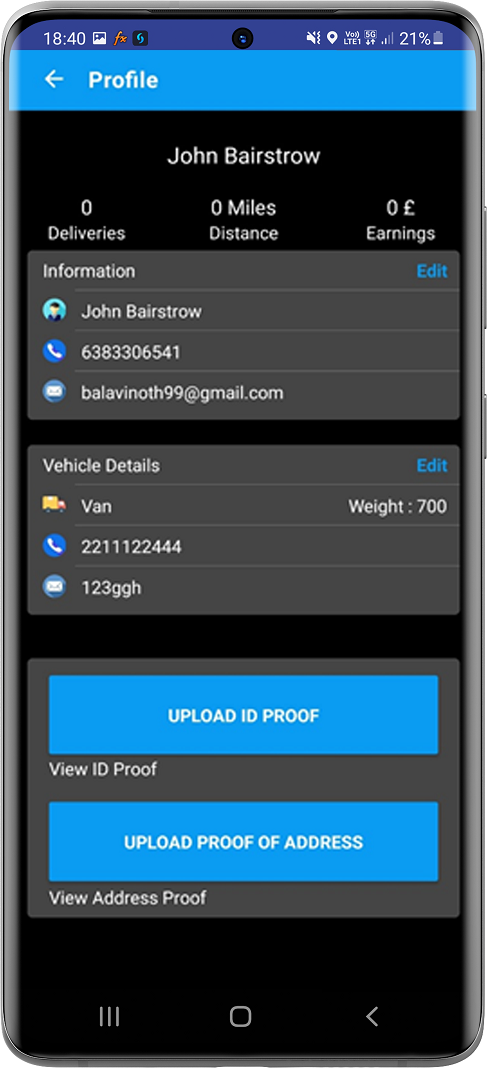 18:40 fx Vo)) LTE1 5G 21%
Profile
John Bairstrow
0 0 Miles 0 £
Deliveries Distance Earnings
Information Edit
John Bairstrow
6383306541
balavinoth99@gmail.com
Vehicle Details Edit
Van Weight : 700
2211122444
123ggh
UPLOAD ID PROOF
View ID Proof
UPLOAD PROOF OF ADDRESS
View Address Proof